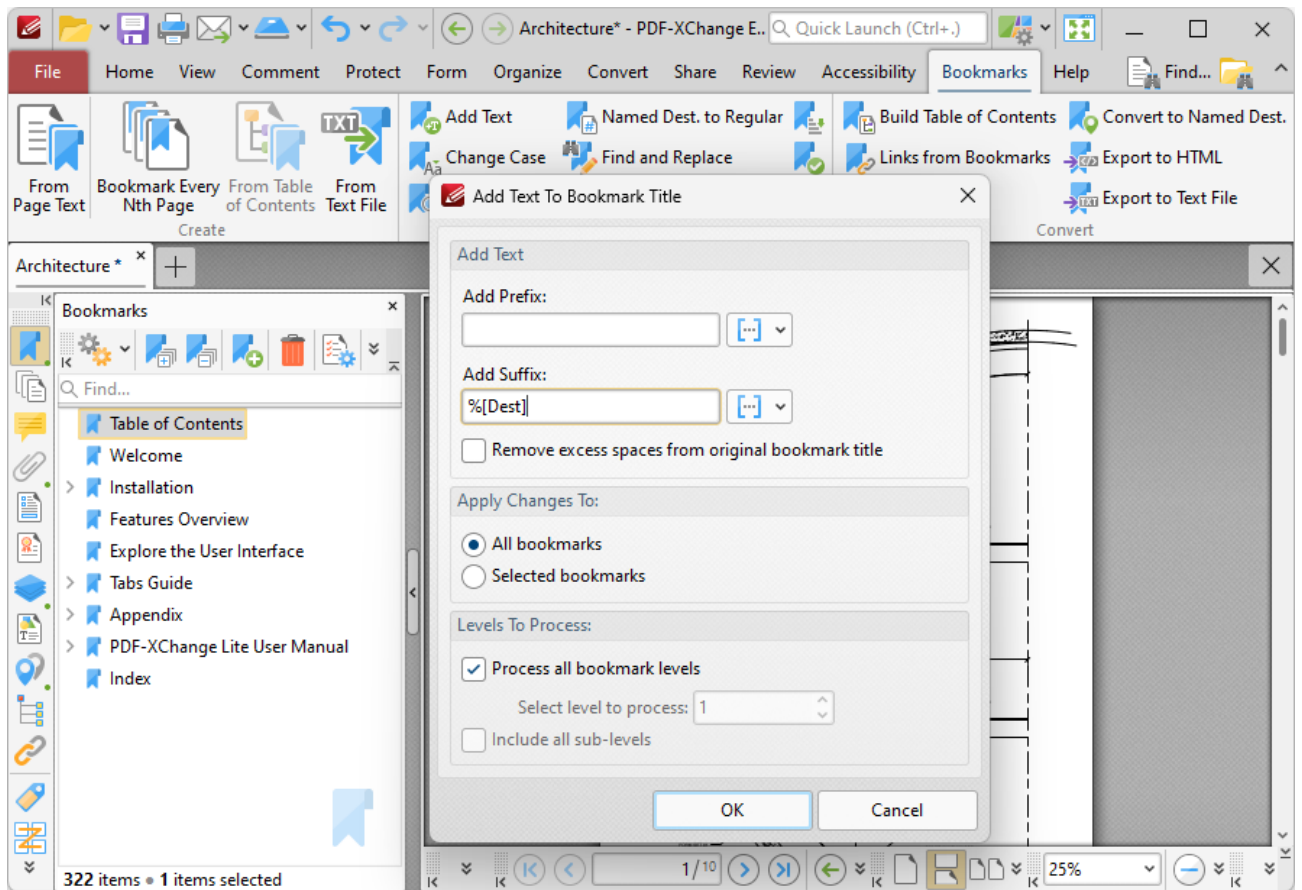 Architecture* - PDF-XChange E.. Quick Launch (Ctrl+.)
File Home View Comment Protect Form Organize Convert Share Review Accessibility Bookmarks Help Find...
From Page Text
Bookmark Every Nth Page
From Table of Contents
From Text File
TXT
Create
Add Text
Change Case
Named Dest. to Regular
Find and Replace
Build Table of Contents
Links from Bookmarks
Convert to Named Dest.
Export to HTML
Export to Text File
Convert
Architecture *
Bookmarks
Find...
Table of Contents
Welcome
Installation
Features Overview
Explore the User Interface
Tabs Guide
Appendix
PDF-XChange Lite User Manual
Index
322 items • 1 items selected
Add Text To Bookmark Title
Add Text
Add Prefix:
Add Suffix:
%[Dest]
Remove excess spaces from original bookmark title
Apply Changes To:
All bookmarks
Selected bookmarks
Levels To Process:
Process all bookmark levels
Select level to process: 1
Include all sub-levels
OK Cancel
1/10
25%